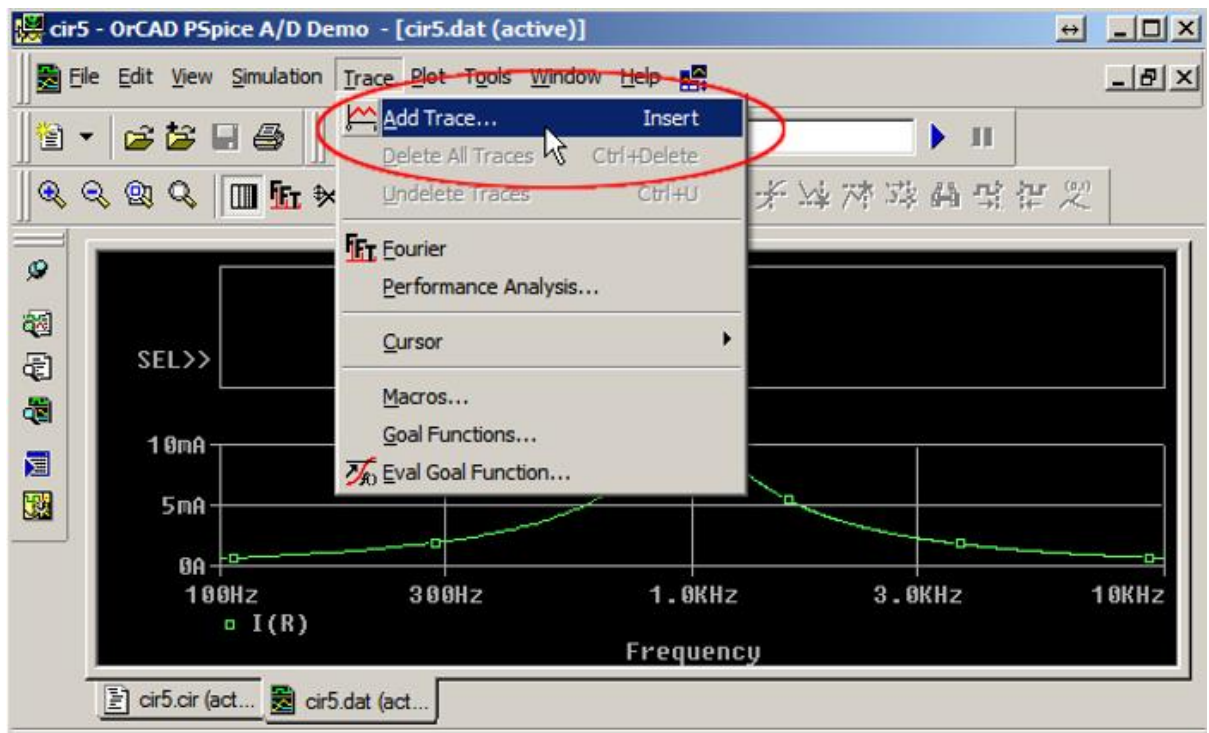 cir5 - OrCAD PSpice A/D Demo - [cir5.dat (active)]
File Edit View Simulation Trace Plot Tools Window Help
Add Trace... Insert
Delete All Traces Ctrl+Delete
Undelete Traces Ctrl+U
FFT
FFT Fourier
Performance Analysis...
Cursor
Macros...
Goal Functions...
Eval Goal Function...
SEL>>
10mA
5mA
0A
100Hz 300Hz 1.0KHz 3.0KHz 10KHz
I(R)
Frequency
cir5.cir (act... cir5.dat (act...